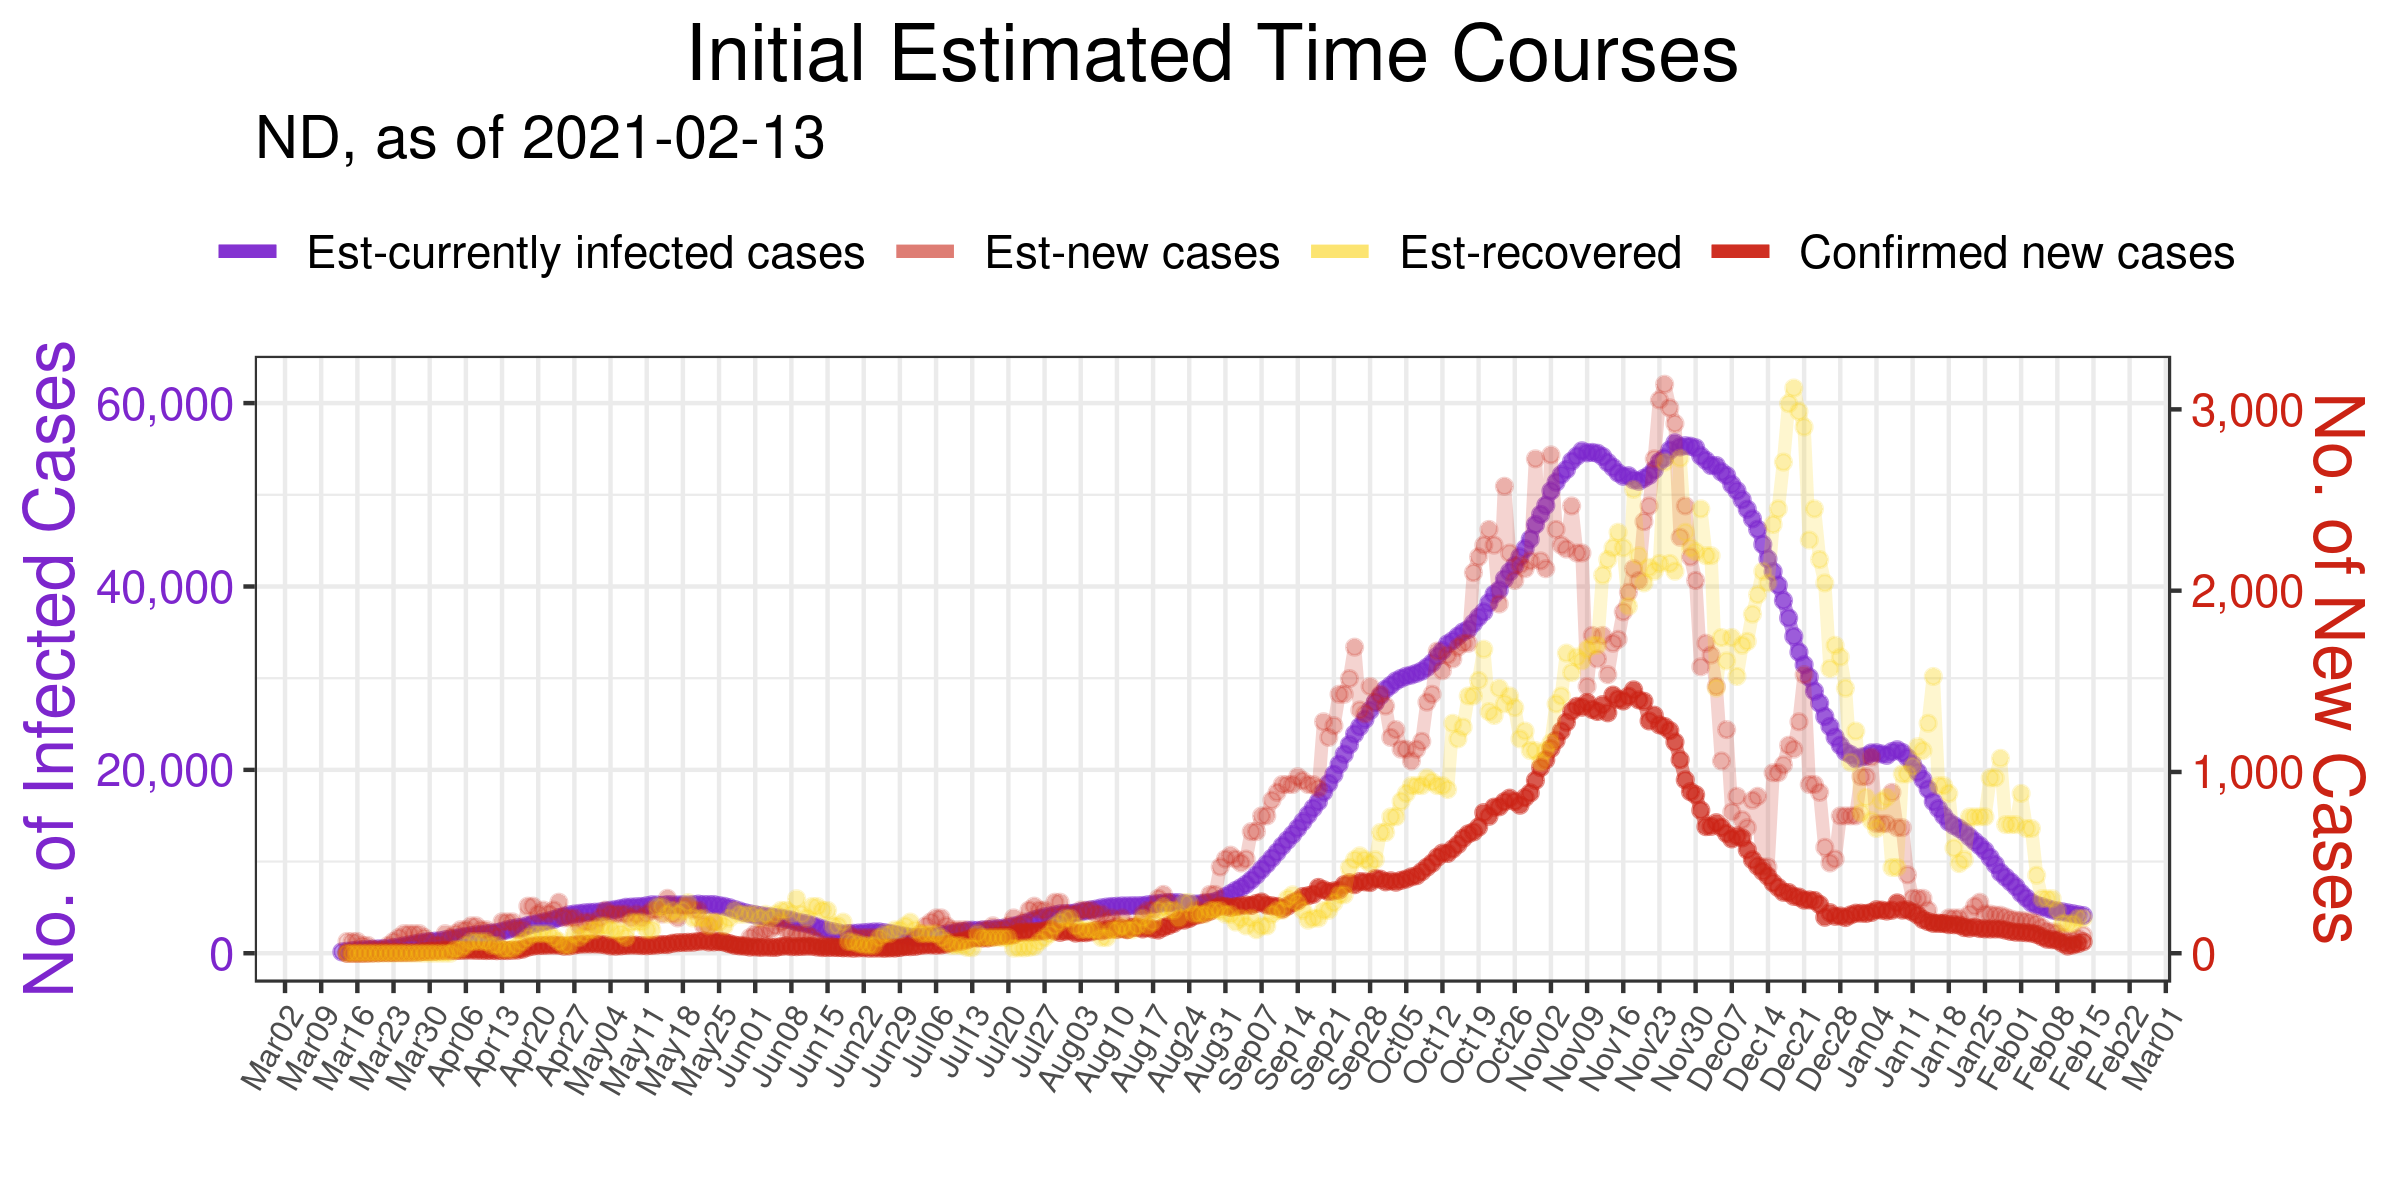 Initial Estimated Time Courses
ND, as of 2021-02-13
Est-currently infected cases
Est-new cases
Est-recovered
Confirmed new cases
No. of Infected Cases
60,000
40,000
20,000
0
No. of New Cases
3,000
2,000
1,000
0
Mar02
Mar09
Mar16
Mar23
Mar30
Apr06
Apr13
Apr20
Apr27
May04
May11
May18
May25
Jun01
Jun08
Jun15
Jun22
Jun29
Jul06
Jul13
Jul20
Jul27
Aug03
Aug10
Aug17
Aug24
Aug31
Sep07
Sep14
Sep21
Sep28
Oct05
Oct12
Oct19
Oct26
Nov02
Nov09
Nov16
Nov23
Nov30
Dec07
Dec14
Dec21
Dec28
Jan04
Jan11
Jan18
Jan25
Feb01
Feb08
Feb15
Feb22
Mar01